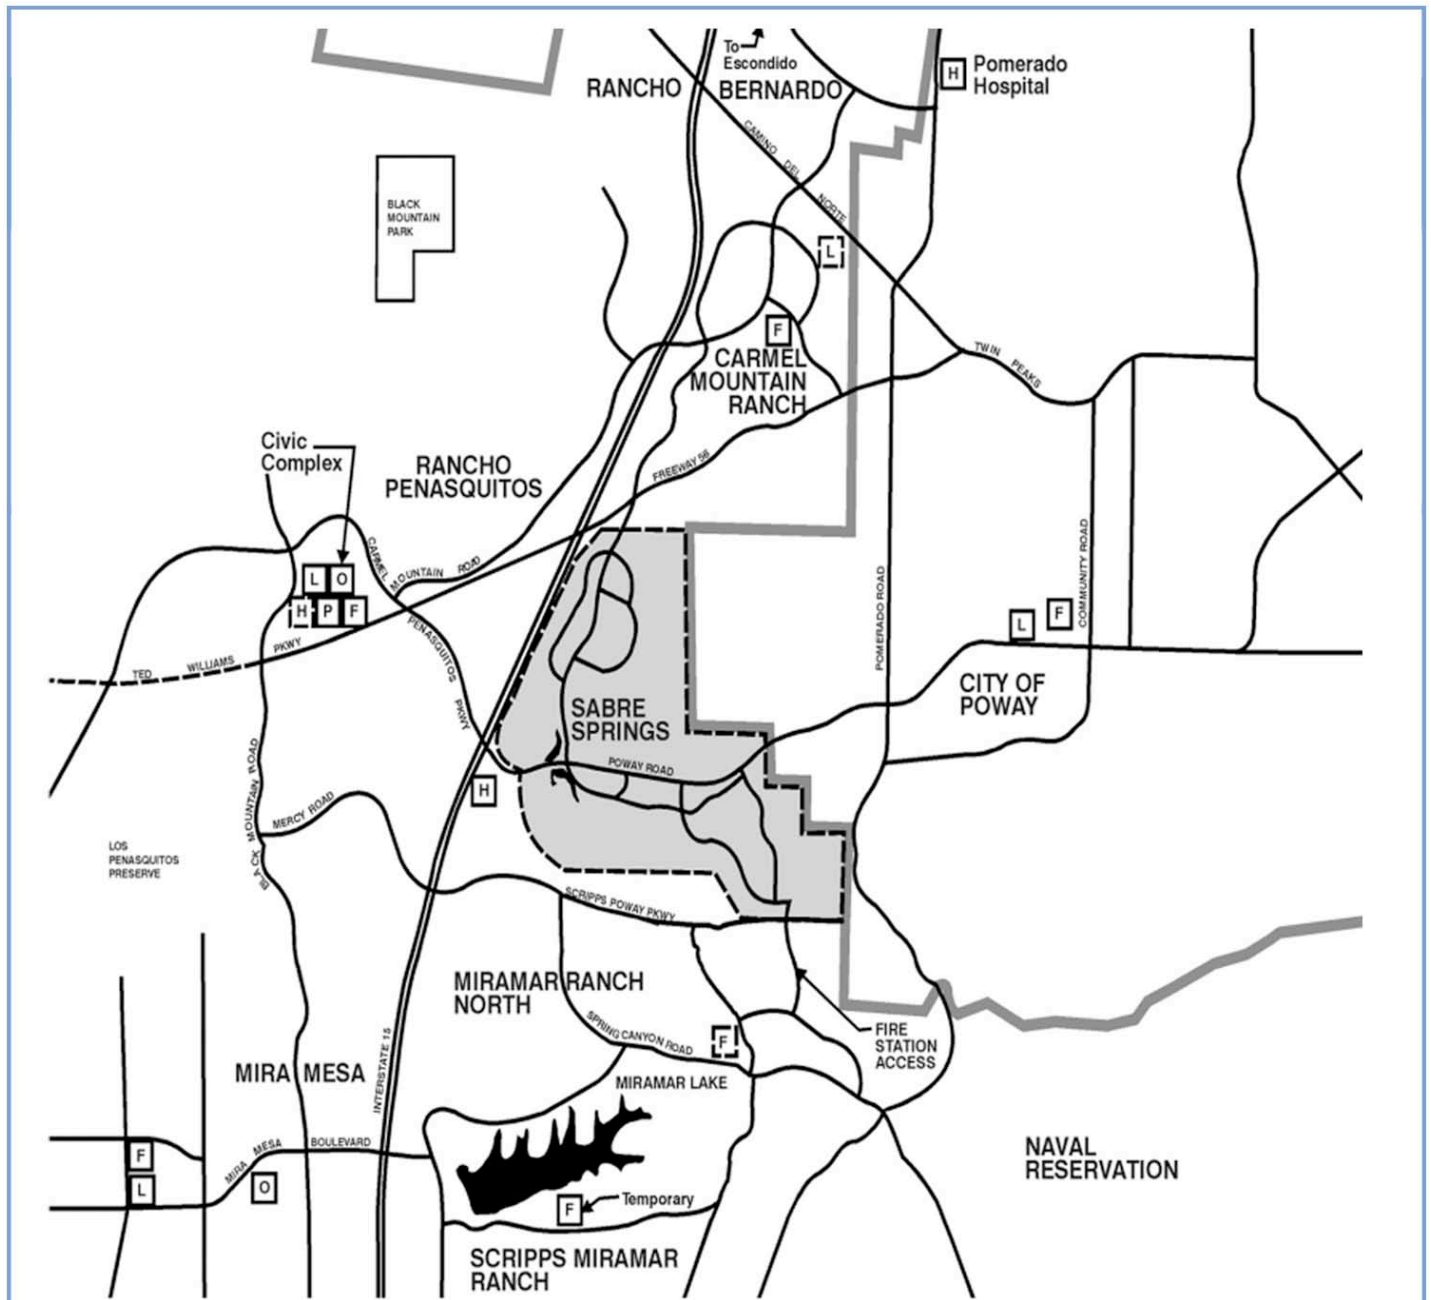 To
Escondido
RANCHO BERNARDO
H
Pomerado
Hospital
CAMINO DEL NORTE
BLACK
MOUNTAIN
PARK
L
F
CARMEL
MOUNTAIN
RANCH
TWIN PEAKS
Civic
Complex
RANCHO
PENASQUITOS
FREEWAY 56
CARMEL MOUNTAIN ROAD
L O
H P F
PENASQUITOS PKWY
TED WILLIAMS PKWY
POMERADO ROAD
COMMUNITY ROAD
L
F
CITY OF
POWAY
SABRE
SPRINGS
POWAY ROAD
H
BLACK MOUNTAIN ROAD
MERCY ROAD
LOS
PENASQUITOS
PRESERVE
SCRIPPS POWAY PKWY
MIRAMAR RANCH
NORTH
SPRING CANYON ROAD
F
FIRE
STATION
ACCESS
INTERSTATE 15
MIRA MESA
MIRAMAR LAKE
MIRA MESA BOULEVARD
F
L
O
F
Temporary
NAVAL
RESERVATION
SCRIPPS MIRAMAR
RANCH